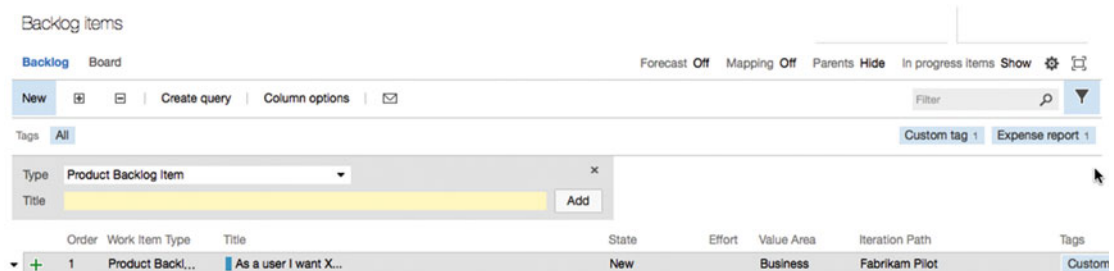 Backlog items
Backlog Board Forecast Off Mapping Off Parents Hide In progress items Show
New Create query Column options Filter
Tags All Custom tag 1 Expense report 1
Type Product Backlog Item
Title Add
Order Work Item Type Title State Effort Value Area Iteration Path Tags
1 Product Backl... As a user I want X... New Business Fabrikam Pilot Custom